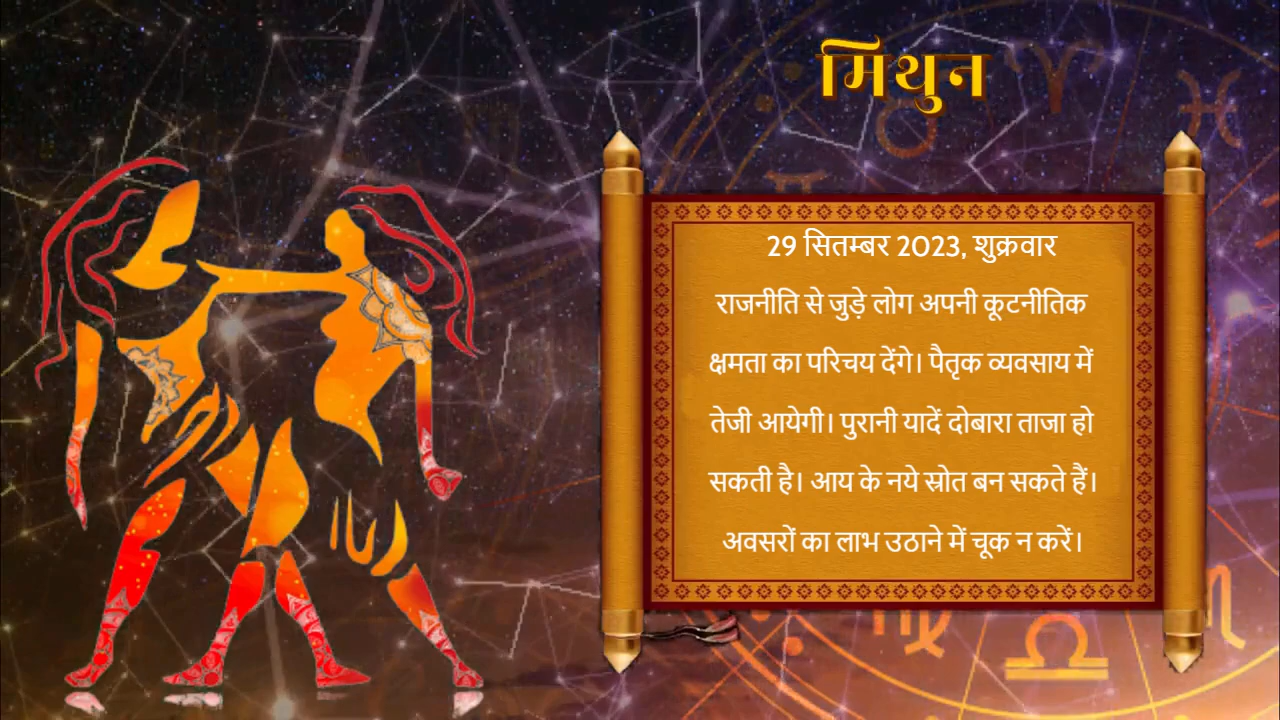 मिथुन
29 सितम्बर 2023, शुक्रवार
राजनीति से जुड़े लोग अपनी कूटनीतिक
क्षमता का परिचय देंगे। पैतृक व्यवसाय में
तेजी आयेगी। पुरानी यादें दोबारा ताजा हो
सकती है। आय के नये स्रोत बन सकते हैं।
अवसरों का लाभ उठाने में चूक न करें।